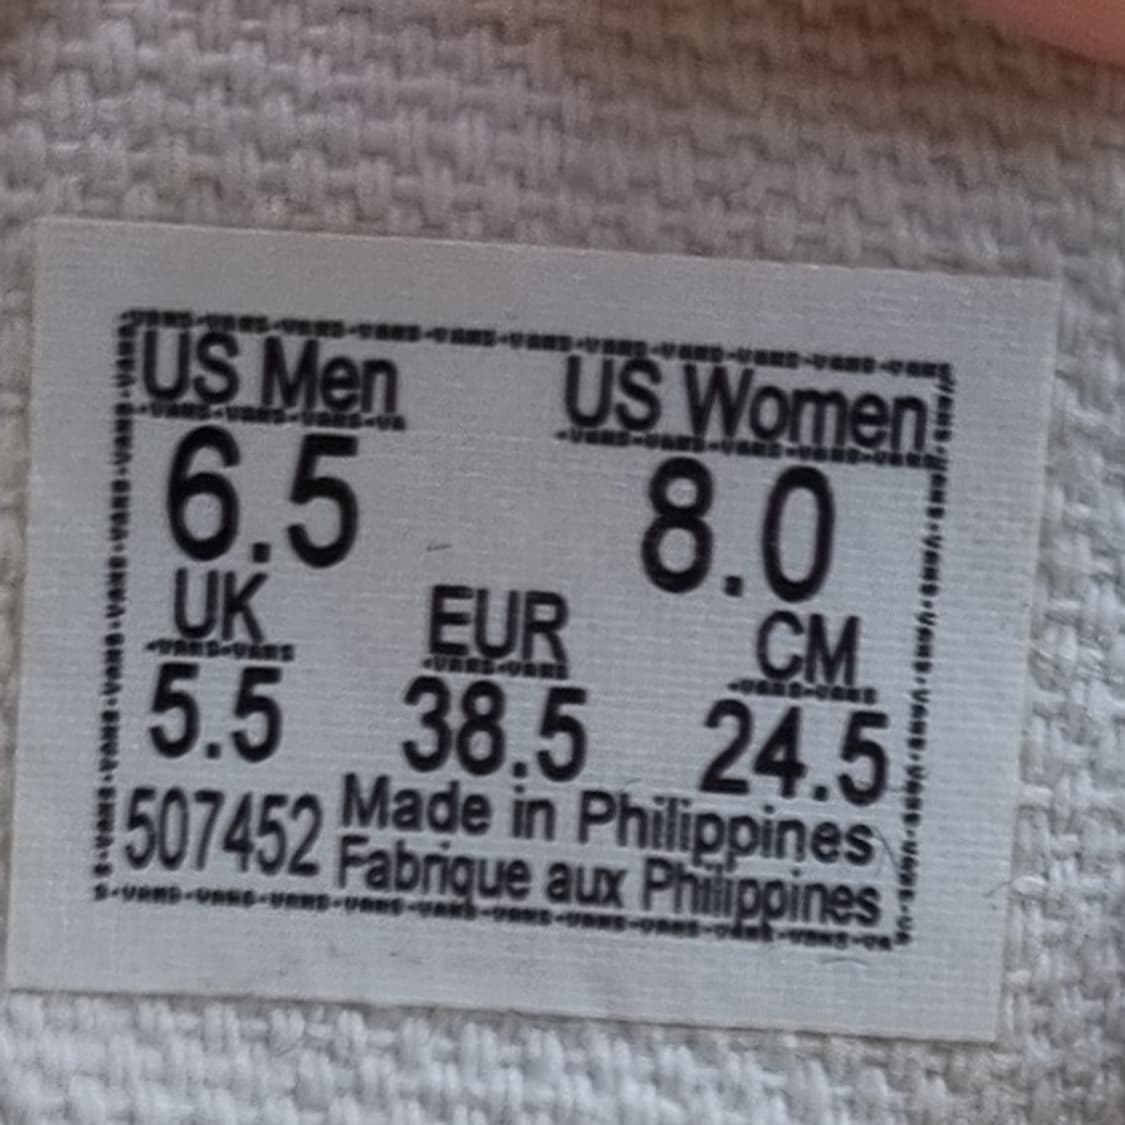 US Men US Women
6.5 8.0
UK EUR CM
5.5 38.5 24.5
507452 Made in Philippines
Fabrique aux Philippines